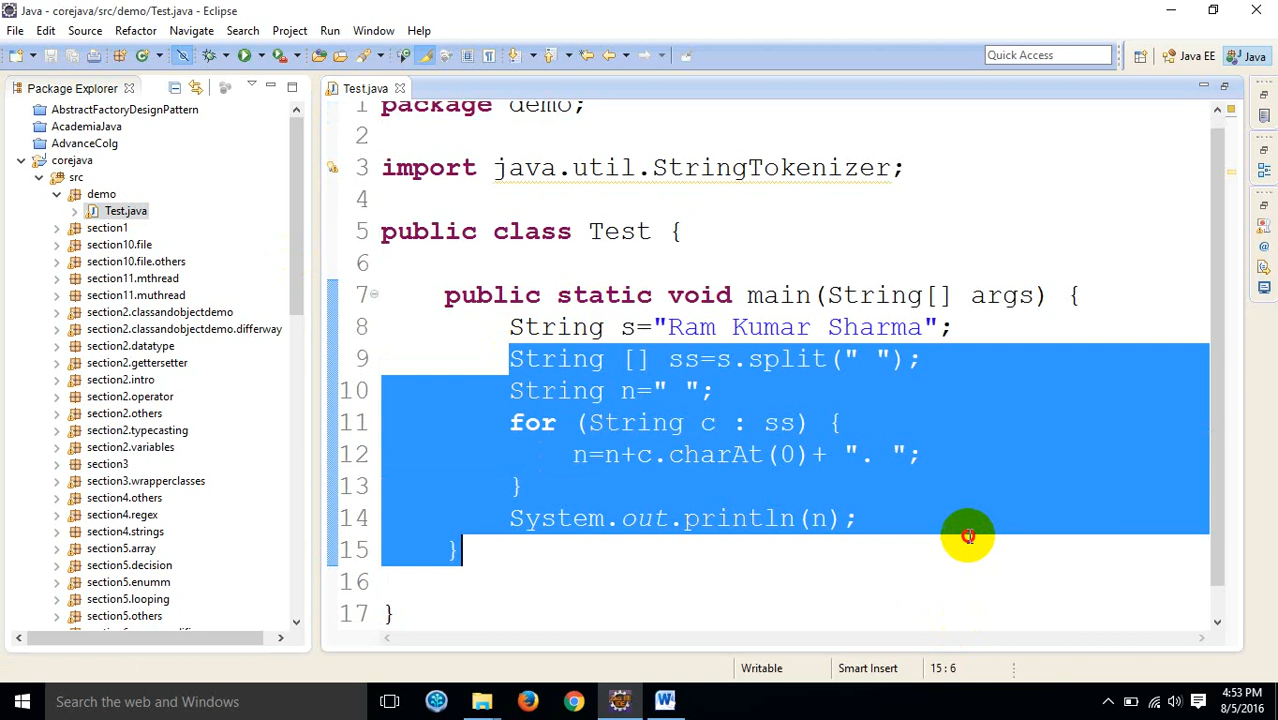 Java - corejava/src/demo/Test.java - Eclipse
File Edit Source Refactor Navigate Search Project Run Window Help
Quick Access
Java EE
Java
Package Explorer
Test.java
AbstractFactoryDesignPattern
AcademiaJava
AdvanceColg
corejava
src
demo
Test.java
section1
section10.file
section10.file.others
section11.mthread
section11.muthread
section2.classandobjectdemo
section2.classandobjectdemo.differway
section2.datatype
section2.gettersetter
section2.intro
section2.operator
section2.others
section2.typecasting
section2.variables
section3
section3.wrapperclasses
section4.others
section4.regex
section4.strings
section5.array
section5.decision
section5.enumm
section5.looping
section5.others
1 package demo;
2
3 import java.util.StringTokenizer;
4
5 public class Test {
6
7 public static void main(String[] args) {
8 String s="Ram Kumar Sharma";
9 String [] ss=s.split(" ");
10 String n=" ";
11 for (String c : ss) {
12 n=n+c.charAt(0)+ ". ";
13 }
14 System.out.println(n);
15 }
16
17 }
Writable
Smart Insert
15 : 6
Search the web and Windows
4:53 PM
8/5/2016